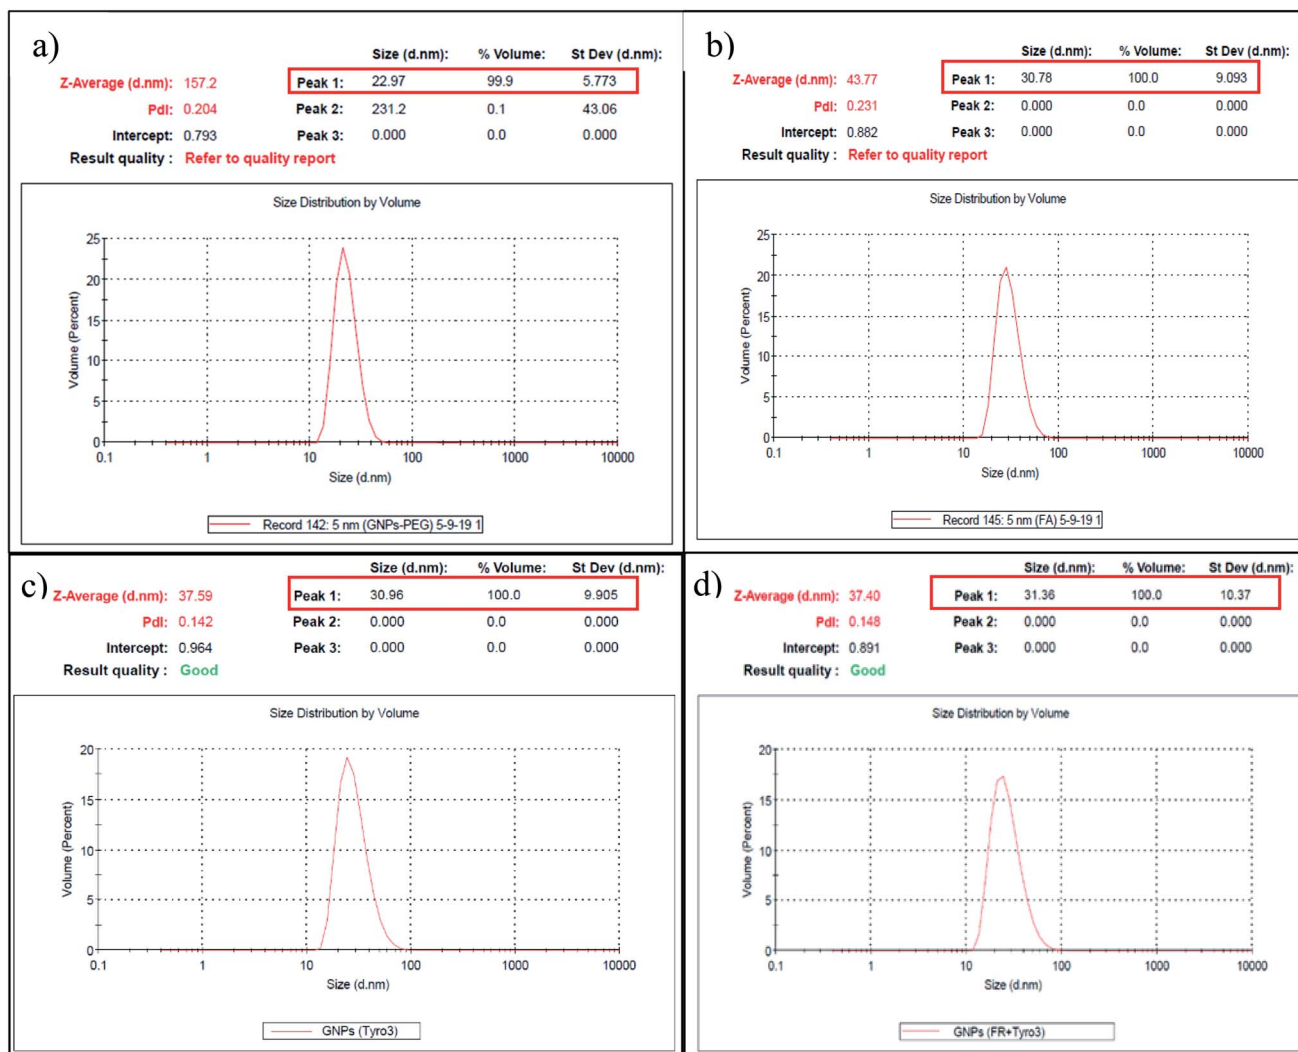 a)
Size (d.nm): % Volume: St Dev (d.nm):
Z-Average (d.nm): 157.2 Peak 1: 22.97 99.9 5.773
PdI: 0.204 Peak 2: 231.2 0.1 43.06
Intercept: 0.793 Peak 3: 0.000 0.0 0.000
Result quality : Refer to quality report
Size Distribution by Volume
25
20
15
10
5
0
Volume (Percent)
0.1 1 10 100 1000 10000
Size (d.nm)
Record 142: 5 nm (GNPs-PEG) 5-9-19 1
b)
Size (d.nm): % Volume: St Dev (d.nm):
Z-Average (d.nm): 43.77 Peak 1: 30.78 100.0 9.093
PdI: 0.231 Peak 2: 0.000 0.0 0.000
Intercept: 0.882 Peak 3: 0.000 0.0 0.000
Result quality : Refer to quality report
Size Distribution by Volume
25
20
15
10
5
0
Volume (Percent)
0.1 1 10 100 1000 10000
Size (d.nm)
Record 145: 5 nm (FA) 5-9-19 1
c)
Size (d.nm): % Volume: St Dev (d.nm):
Z-Average (d.nm): 37.59 Peak 1: 30.96 100.0 9.905
PdI: 0.142 Peak 2: 0.000 0.0 0.000
Intercept: 0.964 Peak 3: 0.000 0.0 0.000
Result quality : Good
Size Distribution by Volume
20
15
10
5
0
Volume (Percent)
0.1 1 10 100 1000 10000
Size (d.nm)
GNPs (Tyro3)
d)
Size (d.nm): % Volume: St Dev (d.nm):
Z-Average (d.nm): 37.40 Peak 1: 31.36 100.0 10.37
PdI: 0.148 Peak 2: 0.000 0.0 0.000
Intercept: 0.891 Peak 3: 0.000 0.0 0.000
Result quality : Good
Size Distribution by Volume
20
15
10
5
0
Volume (Percent)
0.1 1 10 100 1000 10000
Size (d.nm)
GNPs (FR+Tyro3)